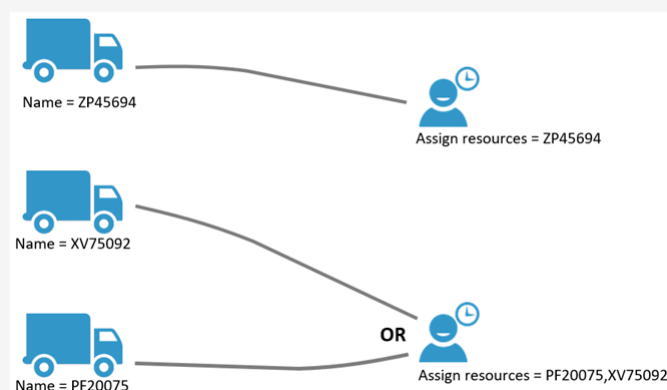 Name = ZP45694
Assign resources = ZP45694
Name = XV75092
OR
Assign resources = PF20075,XV75092
Name = PF20075